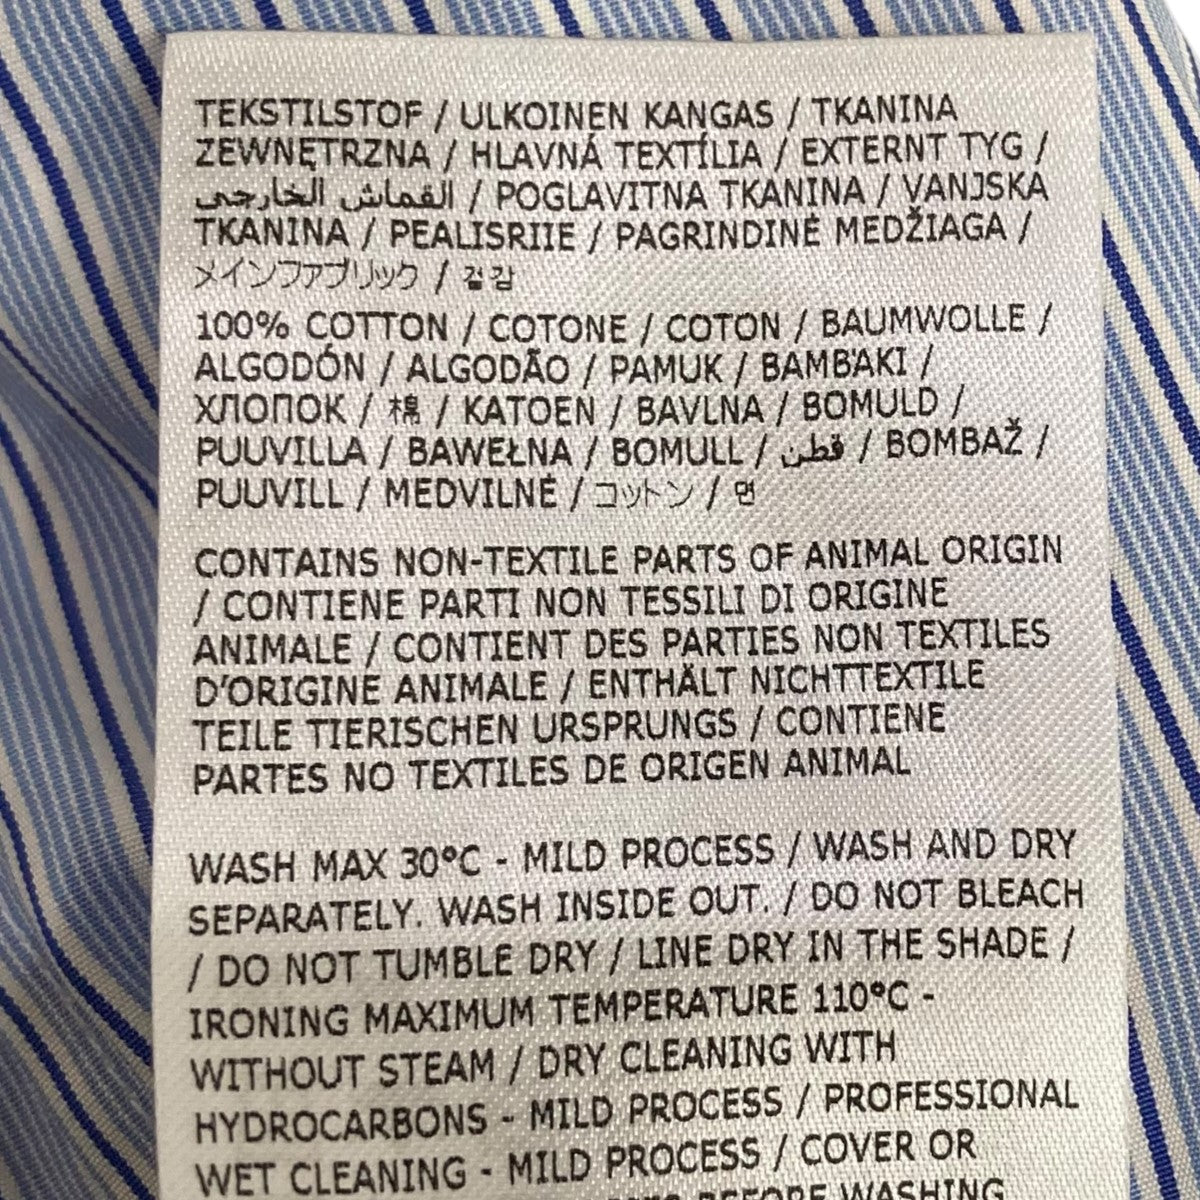 TEKSTILSTOF / ULKOINEN KANGAS / TKANINA
ZEWNĘTRZNA / HLAVNÁ TEXTÍLIA / EXTERNT TYG /
القماش الخارجي / POGLAVITNA TKANINA / VANJSKA
TKANINA / PEALISRIIE / PAGRINDINĖ MEDŽIAGA /
メインファブリック / 겉감
100% COTTON / COTONE / COTON / BAUMWOLLE /
ALGODÓN / ALGODÃO / PAMUK / BAMBAKI /
ХЛОПОК / 棉 / KATOEN / BAVLNA / BOMULD /
PUUVILLA / BAWEŁNA / BOMULL / قطن / BOMBAŽ /
PUUVILL / MEDVILNĖ / コットン / 면
CONTAINS NON-TEXTILE PARTS OF ANIMAL ORIGIN
/ CONTIENE PARTI NON TESSILI DI ORIGINE
ANIMALE / CONTIENT DES PARTIES NON TEXTILES
D'ORIGINE ANIMALE / ENTHÄLT NICHTTEXTILE
TEILE TIERISCHEN URSPRUNGS / CONTIENE
PARTES NO TEXTILES DE ORIGEN ANIMAL
WASH MAX 30°C - MILD PROCESS / WASH AND DRY
SEPARATELY. WASH INSIDE OUT. / DO NOT BLEACH
/ DO NOT TUMBLE DRY / LINE DRY IN THE SHADE /
IRONING MAXIMUM TEMPERATURE 110°C -
WITHOUT STEAM / DRY CLEANING WITH
HYDROCARBONS - MILD PROCESS / PROFESSIONAL
WET CLEANING - MILD PROCESS / COVER OR
BEFORE WASHING